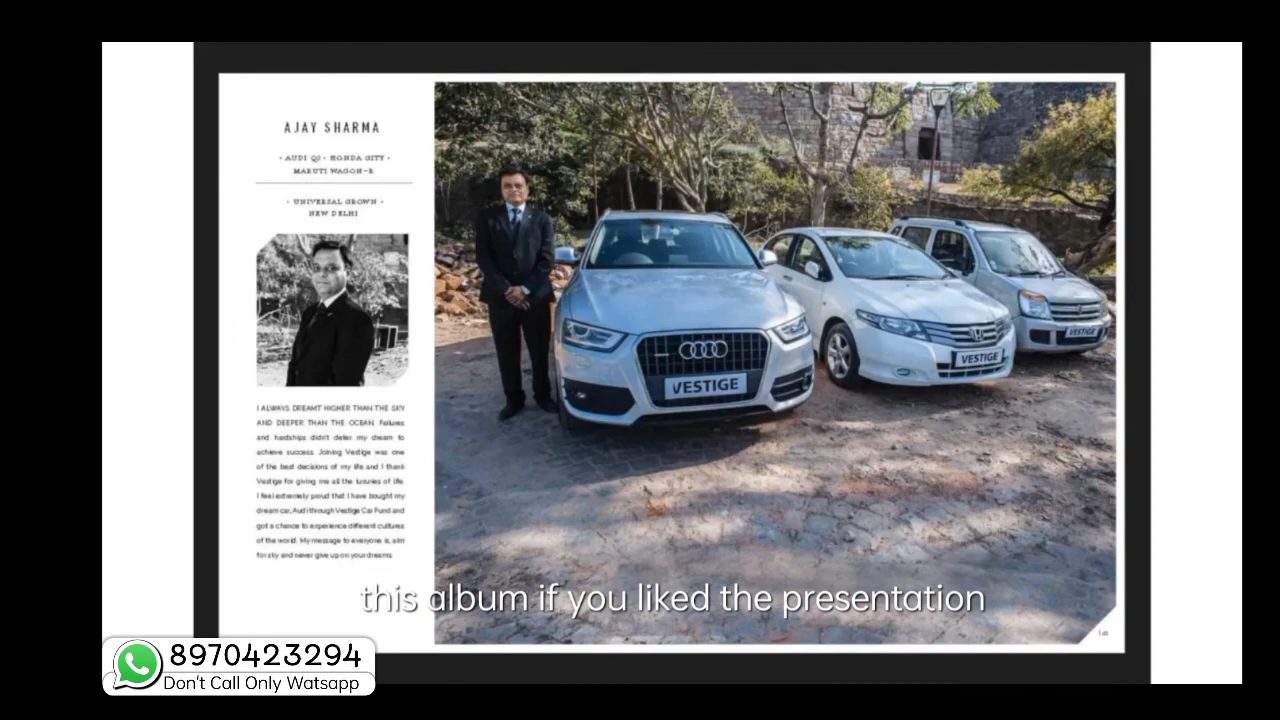 AJAY SHARMA
• AUDI Q3 • HONDA CITY •
MARUTI WAGON-R
• UNIVERSAL CROWN •
NEW DELHI
I ALWAYS DREAMT HIGHER THAN THE SKY
AND DEEPER THAN THE OCEAN. Failures
and hardships didn't deter my dream to
achieve success. Joining Vestige was one
of the best decisions of my life and I thank
Vestige for giving me all the luxuries of life.
I feel extremely proud that I have bought my
dream car, Audi through Vestige Car Fund and
got a chance to experience different cultures
of the world. My message to everyone is, aim
for sky and never give up on your dreams.
VESTIGE
VESTIGE
VESTIGE
this album if you liked the presentation
8970423294
Don't Call Only Watsapp